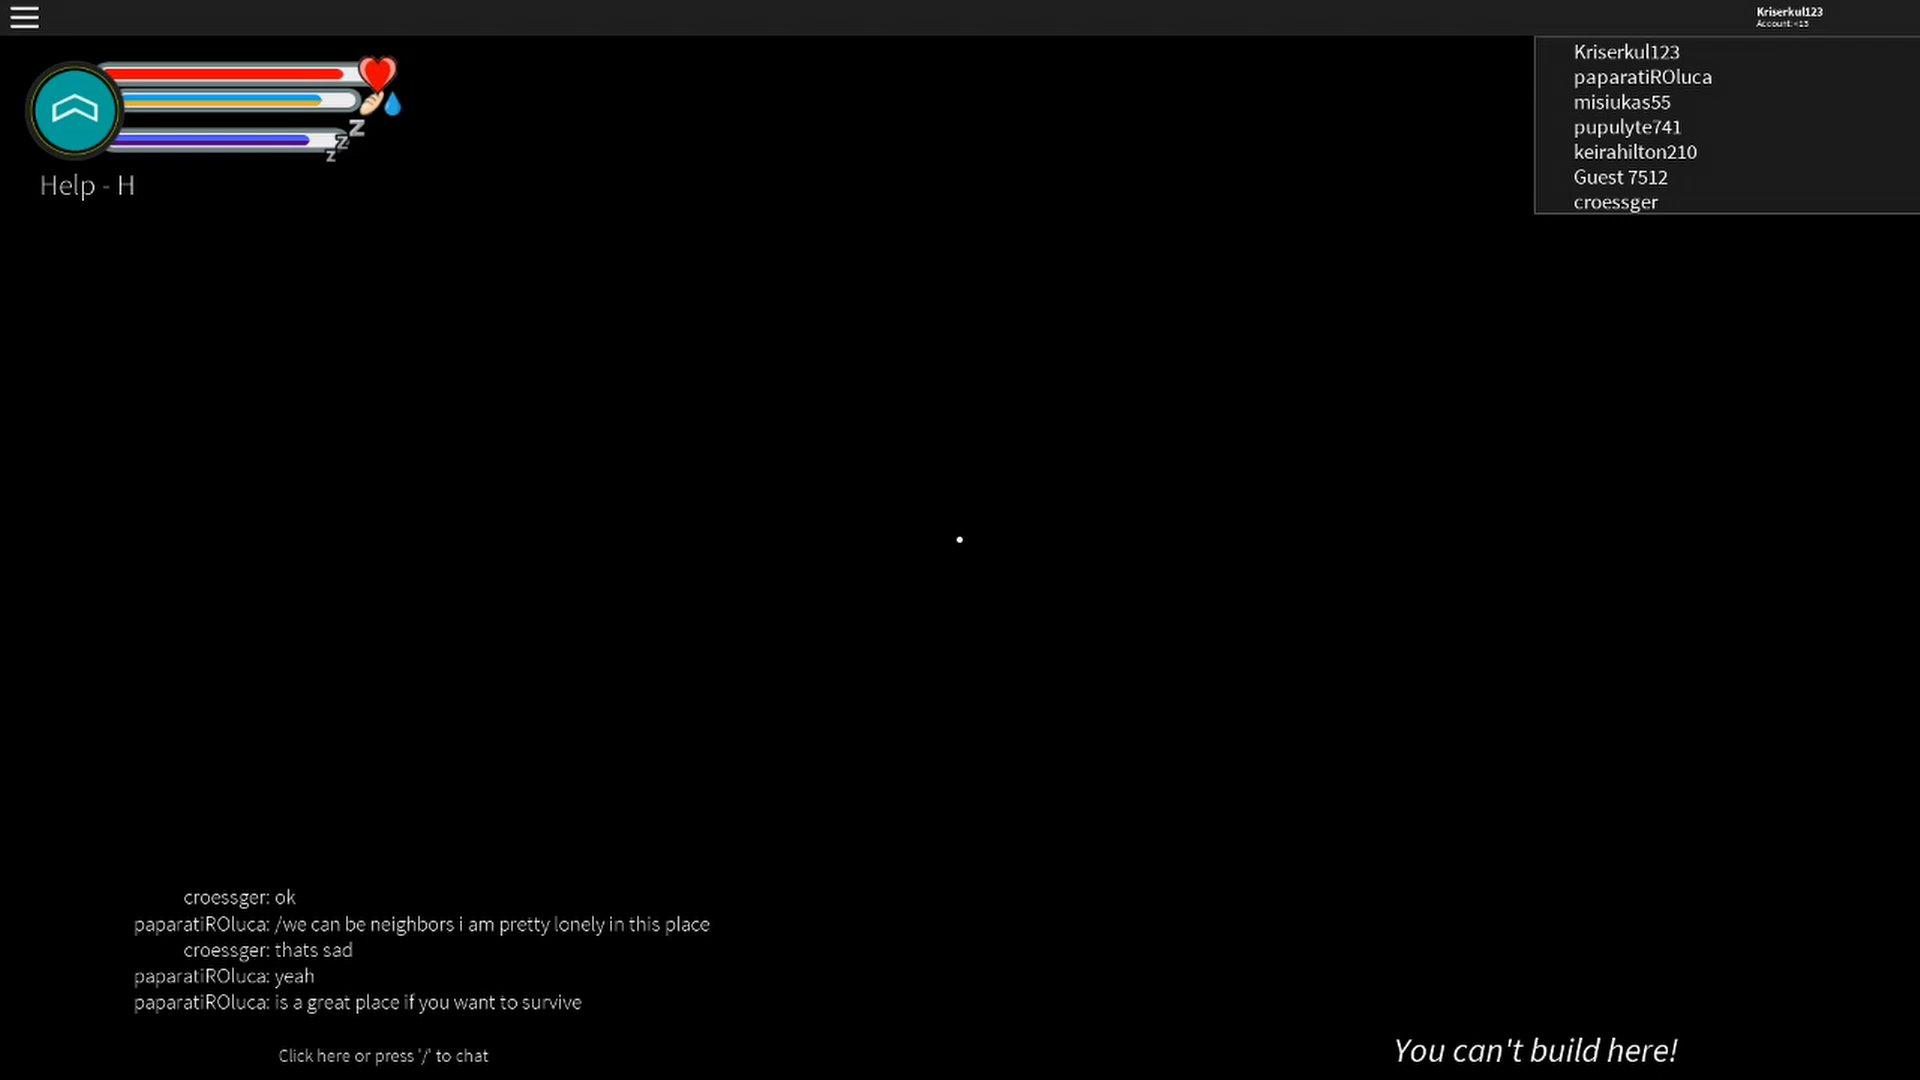 Kriserkul123
Account: <13
Kriserkul123
paparatiROluca
misiukas55
pupulyte741
keirahilton210
Guest 7512
croessger
z
z
z
Help - H
croessger: ok
paparatiROluca: /we can be neighbors i am pretty lonely in this place
croessger: thats sad
paparatiROluca: yeah
paparatiROluca: is a great place if you want to survive
Click here or press '/' to chat
You can't build here!